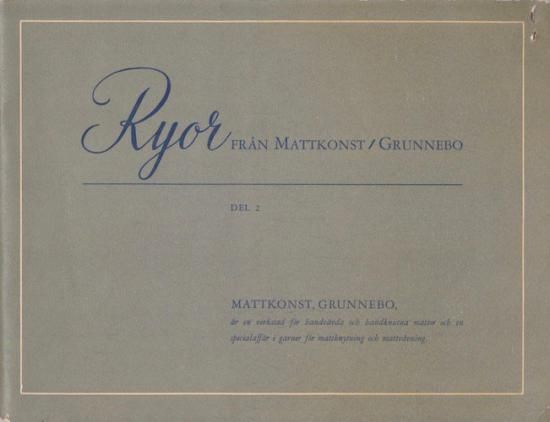 Ryor FRÅN MATTKONST / GRUNNEBO
DEL 2
MATTKONST, GRUNNEBO,
är en verkstad för handvävda och handknutna mattor och en
specialaffär i garner för mattknytning och mattvävning.